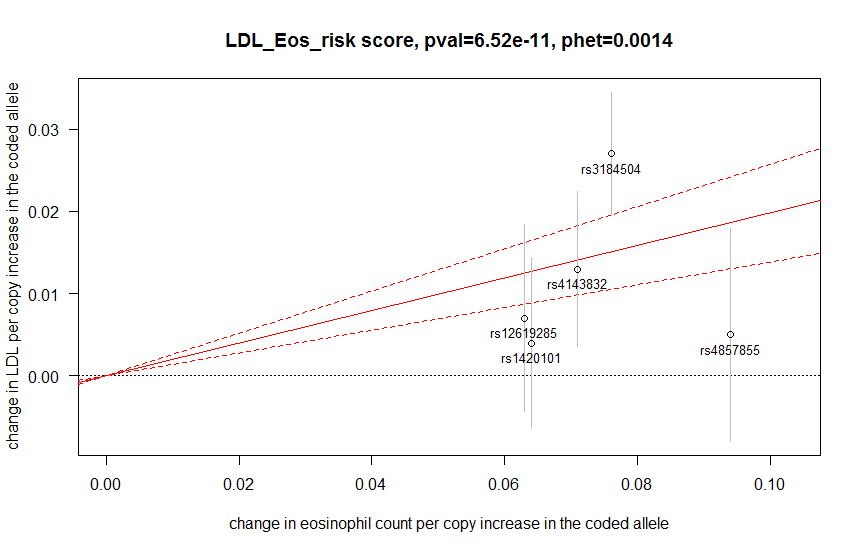 LDL_Eos_risk score, pval=6.52e-11, phet=0.0014
change in LDL per copy increase in the coded allele
0.03
0.02
0.01
0.00
rs3184504
rs4143832
rs12619285
rs1420101
rs4857855
0.00 0.02 0.04 0.06 0.08 0.10
change in eosinophil count per copy increase in the coded allele